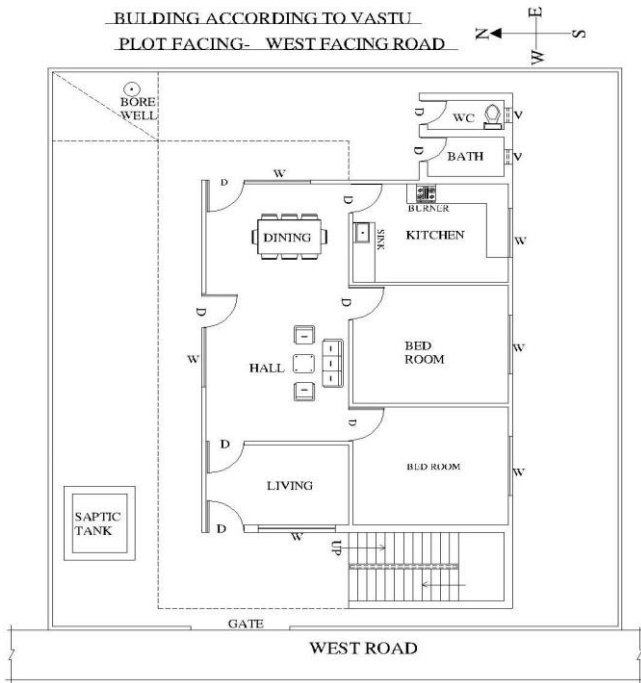 BULDING ACCORDING TO VASTU
PLOT FACING- WEST FACING ROAD
E
N
S
W
BORE
WELL
D
WC
V
D
BATH
V
D
W
D
BURNER
DINING
SINK
KITCHEN
W
D
D
W
HALL
BED
ROOM
W
D
D
LIVING
BED ROOM
W
SAPTIC
TANK
D
W
UP
GATE
WEST ROAD